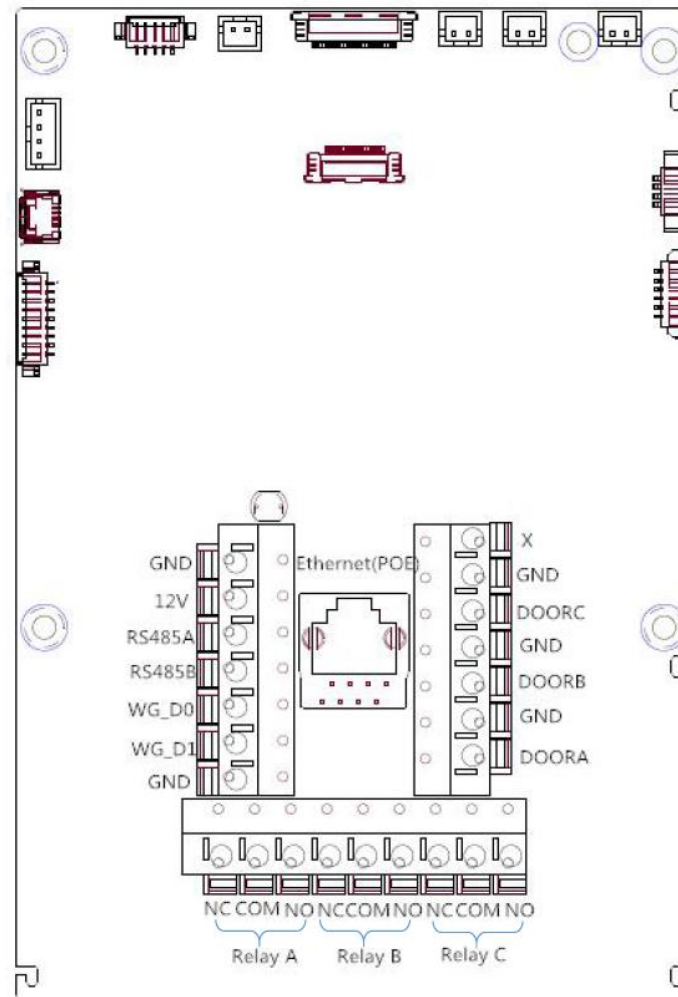 Ethernet(POE)
GND
12V
RS485A
RS485B
WG_D0
WG_D1
GND
X
GND
DOORC
GND
DOORB
GND
DOORA
NC COM NO NC COM NO NC COM NO
Relay A Relay B Relay C